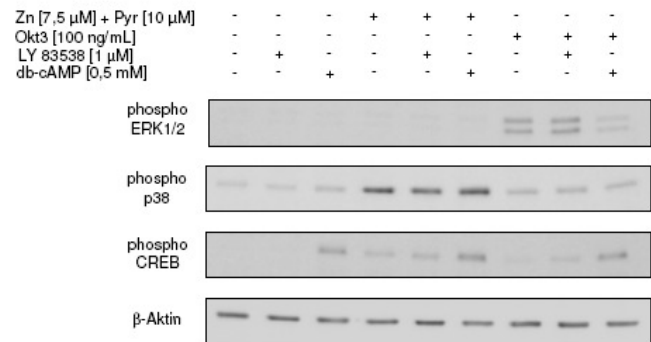 Zn [7,5 µM] + Pyr [10 µM] - - - + + + - - -
Okt3 [100 ng/mL] - - - - - - + + +
LY 83538 [1 µM] - + - - + - - + -
db-cAMP [0,5 mM] - - + - - + - - +
phospho
ERK1/2
phospho
p38
phospho
CREB
β-Aktin